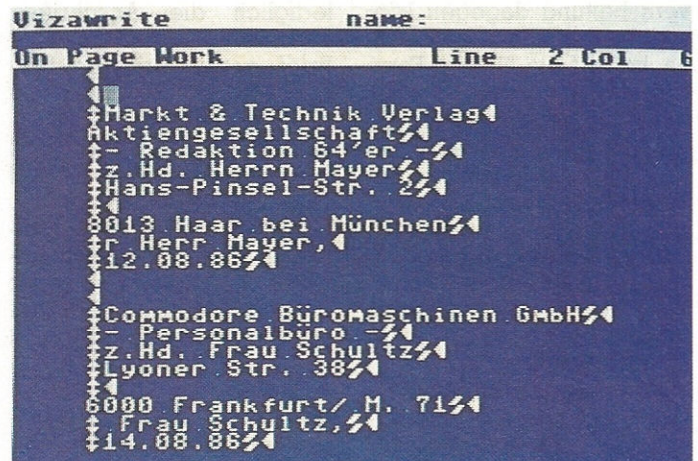 Vizawrite name:
On Page Work Line 2 Col 6
Markt & Technik Verlag
Aktiengesellschaft
- Redaktion 64'er -
z.Hd. Herrn Mayer
Hans-Pinsel-Str. 2
8013 Haar bei München
r Herr Mayer,
12.08.86
Commodore Büromaschinen GmbH
- Personalbüro -
z.Hd. Frau Schultz
Lyoner Str. 38
6000 Frankfurt/ M. 71
Frau Schultz,
14.08.86